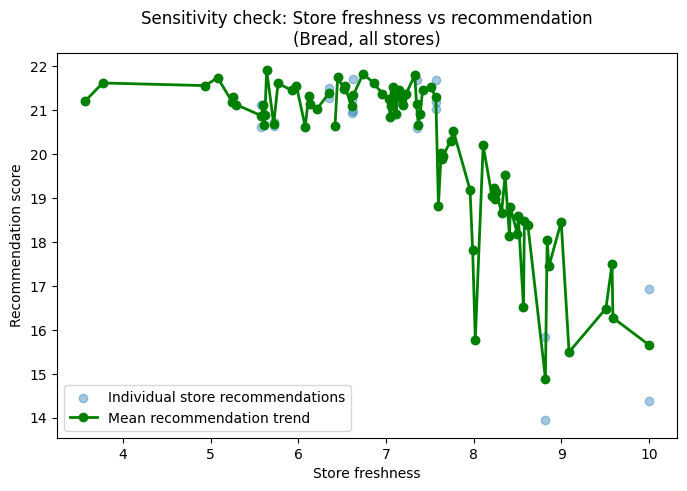 Sensitivity check: Store freshness vs recommendation
(Bread, all stores)
22
21
20
19
18
17
16
15
14
Recommendation score
Individual store recommendations
Mean recommendation trend
4
5
6
7
8
9
10
Store freshness